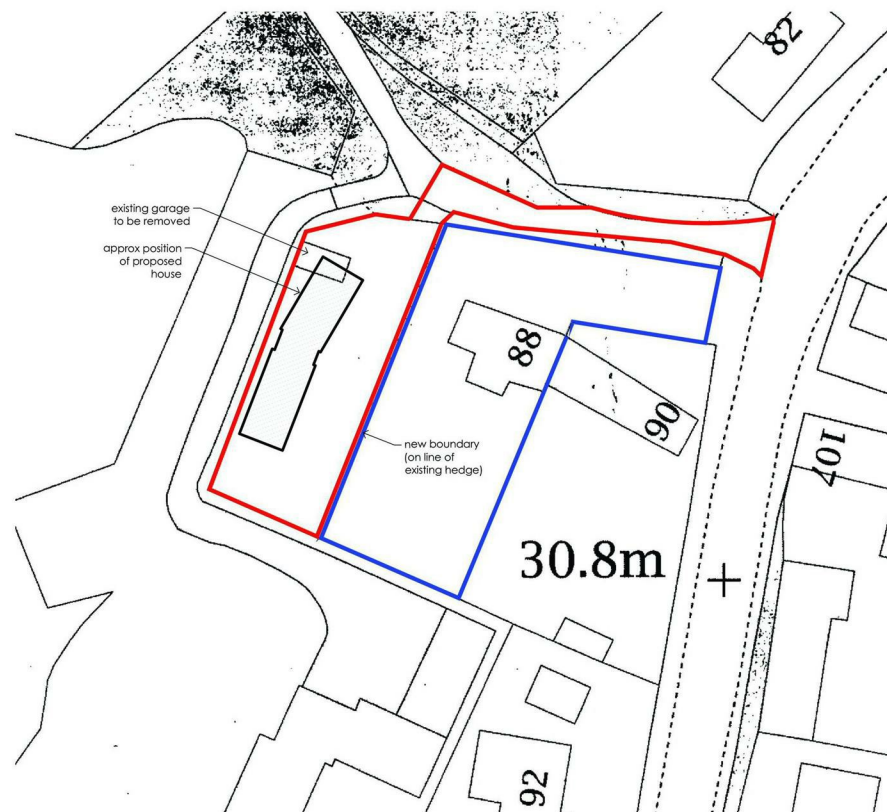 82
existing garage
to be removed
approx position
of proposed
house
88
90
107
new boundary
(on line of
existing hedge)
30.8m
92